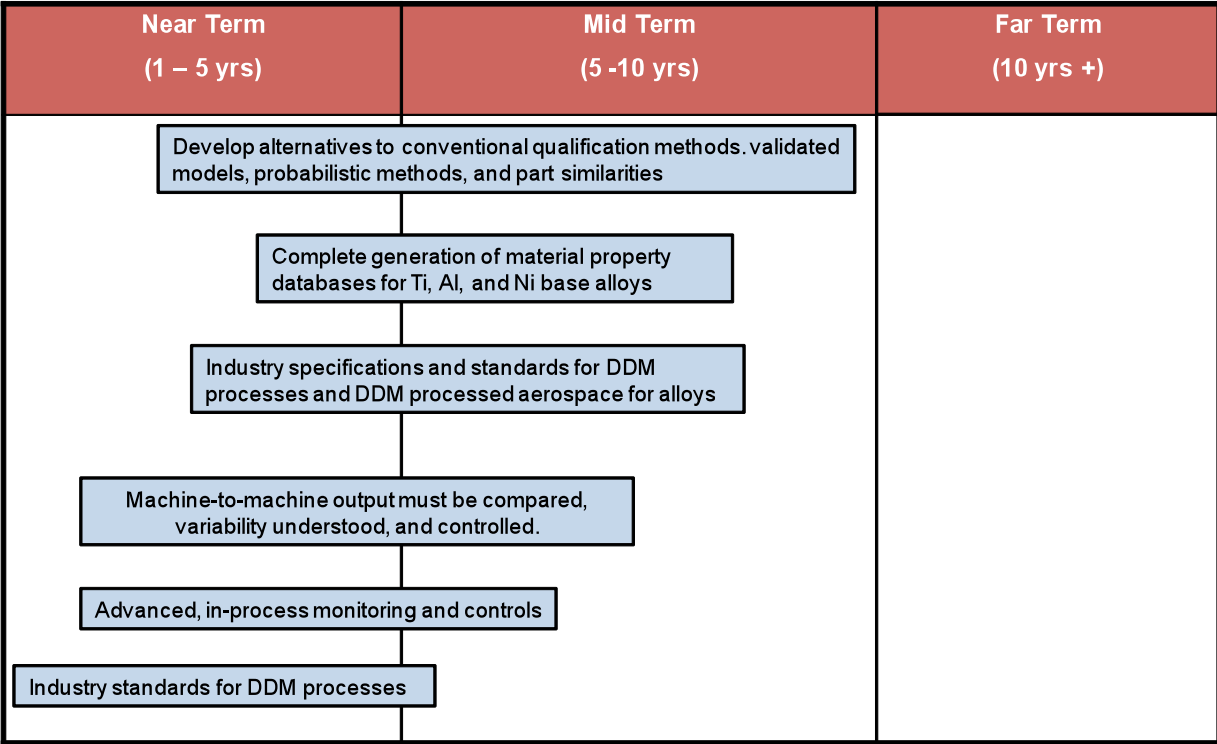 Near Term
(1 – 5 yrs)
Mid Term
(5 -10 yrs)
Far Term
(10 yrs +)
Develop alternatives to conventional qualification methods. validated
models, probabilistic methods, and part similarities
Complete generation of material property
databases for Ti, Al, and Ni base alloys
Industry specifications and standards for DDM
processes and DDM processed aerospace for alloys
Machine-to-machine output must be compared,
variability understood, and controlled.
Advanced, in-process monitoring and controls
Industry standards for DDM processes